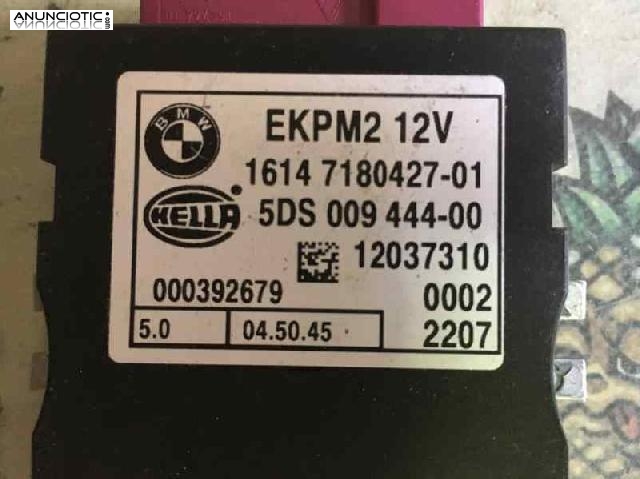 ANUNCIOTIC.com
BMW
EKPM2 12V
1614 7180427-01
HELLA
5DS 009 444-00
12037310
000392679
0002
5.0
04.50.45
2207